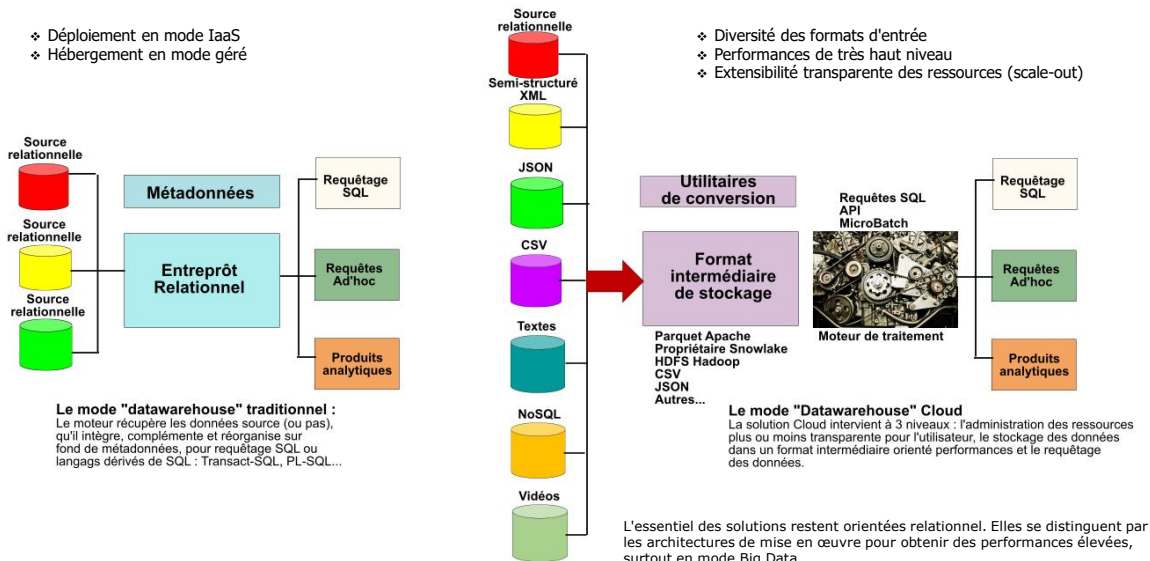 ❖ Déploiement en mode IaaS
❖ Hébergement en mode géré
Source
relationnelle
Source
relationnelle
Source
relationnelle
Métadonnées
Entreprôt
Relationnel
Requêtage
SQL
Requêtes
Ad'hoc
Produits
analytiques
Le mode "datawarehouse" traditionnel :
Le moteur récupère les données source (ou pas),
qu'il intègre, complémente et réorganise sur
fond de métadonnées, pour requêtage SQL ou
langags dérivés de SQL : Transact-SQL, PL-SQL...
Source
relationnelle
Semi-structuré
XML
JSON
CSV
Textes
NoSQL
Vidéos
❖ Diversité des formats d'entrée
❖ Performances de très haut niveau
❖ Extensibilité transparente des ressources (scale-out)
Utilitaires
de conversion
Format
intermédiaire
de stockage
Parquet Apache
Propriétaire Snowlake
HDFS Hadoop
CSV
JSON
Autres...
Requêtes SQL
API
MicroBatch
Moteur de traitement
Requêtage
SQL
Requêtes
Ad'hoc
Produits
analytiques
Le mode "Datawarehouse" Cloud
La solution Cloud intervient à 3 niveaux : l'administration des ressources
plus ou moins transparente pour l'utilisateur, le stockage des données
dans un format intermédiaire orienté performances et le requêtage
des données.
L'essentiel des solutions restent orientées relationnel. Elles se distinguent par
les architectures de mise en œuvre pour obtenir des performances élevées,
surtout en mode Big Data